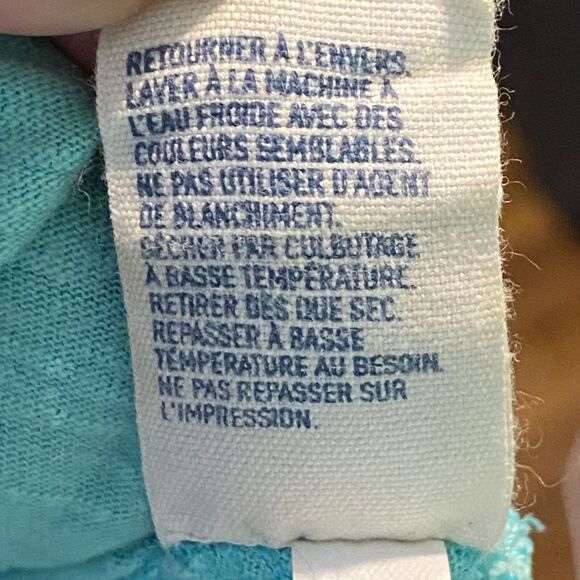 RETOURNER À L'ENVERS.
LAVER À LA MACHINE À
L'EAU FROIDE AVEC DES
COULEURS SEMBLABLES.
NE PAS UTILISER D'AGENT
DE BLANCHIMENT.
SÉCHER PAR CULBUTAGE
À BASSE TEMPÉRATURE.
RETIRER DÈS QUE SEC.
REPASSER À BASSE
TEMPÉRATURE AU BESOIN.
NE PAS REPASSER SUR
L'IMPRESSION.